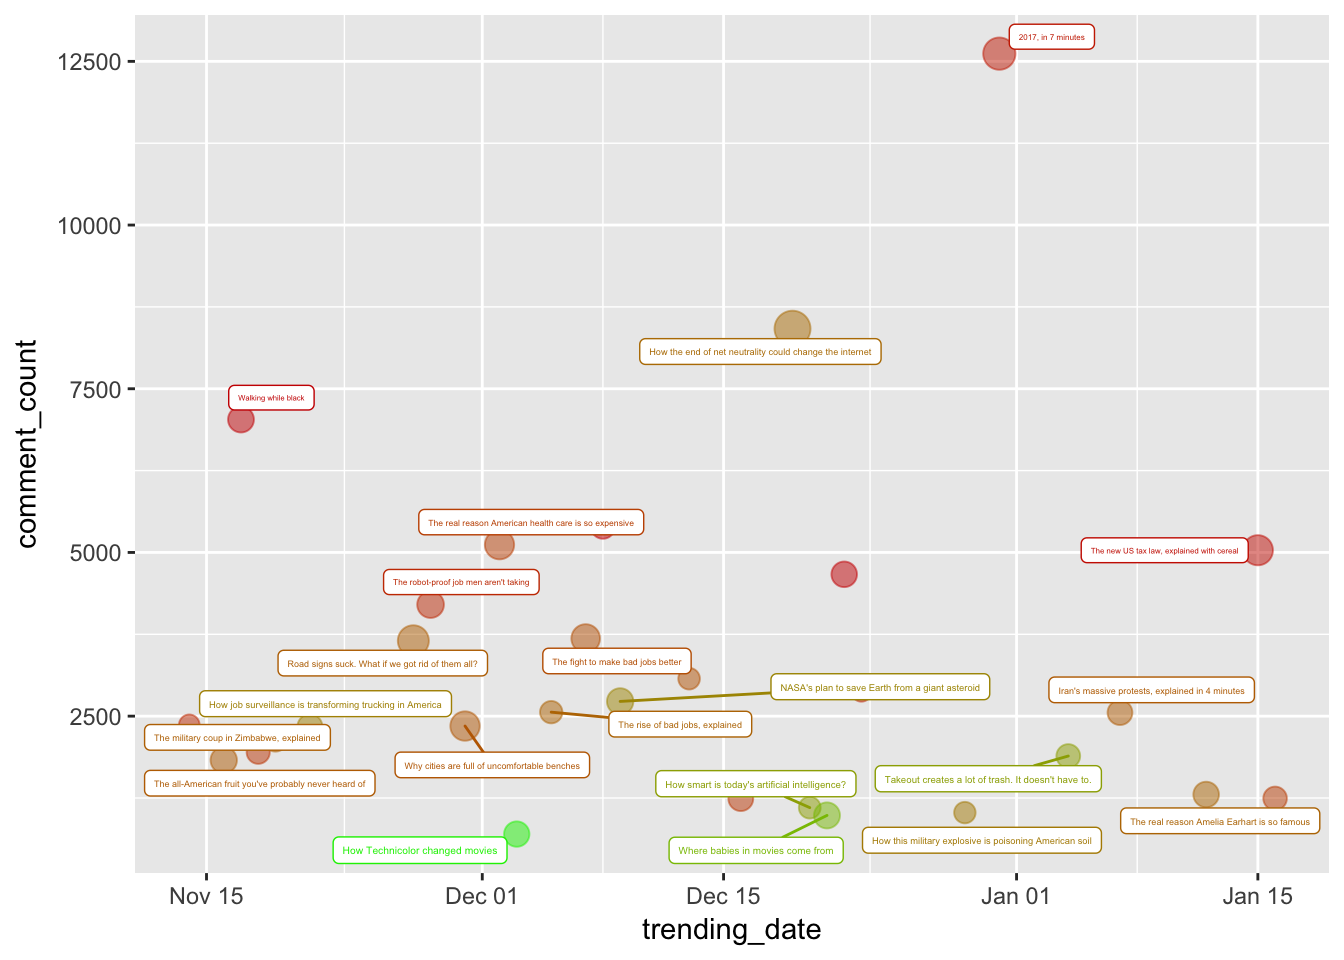 12500
10000
7500
5000
2500
comment_count
2017, in 7 minutes
How the end of net neutrality could change the internet
Walking while black
The real reason American health care is so expensive
The new US tax law, explained with cereal
The robot-proof job men aren't taking
Road signs suck. What if we got rid of them all?
The fight to make bad jobs better
NASA's plan to save Earth from a giant asteroid
Iran's massive protests, explained in 4 minutes
How job surveillance is transforming trucking in America
The rise of bad jobs, explained
The military coup in Zimbabwe, explained
Why cities are full of uncomfortable benches
The all-American fruit you've probably never heard of
How smart is today's artificial intelligence?
Takeout creates a lot of trash. It doesn't have to.
The real reason Amelia Earhart is so famous
How this military explosive is poisoning American soil
How Technicolor changed movies
Where babies in movies come from
Nov 15
Dec 01
Dec 15
Jan 01
Jan 15
trending_date